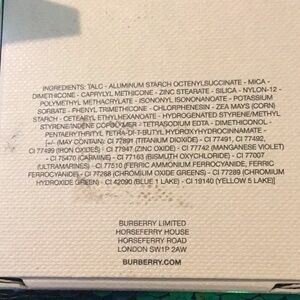 INGREDIENTS: TALC - ALUMINUM STARCH OCTENYLSUCCINATE - MICA -
DIMETHICONE - CAPRYLYL METHICONE - ZINC STEARATE - SILICA - NYLON-12 -
POLYMETHYL METHACRYLATE - ISONONYL ISONONANOATE - POTASSIUM
SORBATE - PHENYL TRIMETHICONE - CHLORPHENESIN - ZEA MAYS (CORN)
STARCH - CETEARYL ETHYLHEXANOATE - HYDROGENATED STYRENE/METHYL
STYRENE/INDENE COPOLYMER - TETRASODIUM EDTA - DIMETHICONOL -
PENTAERYTHRITYL TETRA-DI-T-BUTYL HYDROXYHYDROCINNAMATE -
[+/- (MAY CONTAIN): CI 77891 (TITANIUM DIOXIDE) - CI 77491, CI 77492,
CI 77499 (IRON OXIDES) - CI 77947 (ZINC OXIDE) - CI 77742 (MANGANESE VIOLET)
- CI 75470 (CARMINE) - CI 77163 (BISMUTH OXYCHLORIDE) - CI 77007
(ULTRAMARINES) - CI 77510 (FERRIC AMMONIUM FERROCYANIDE, FERRIC
FERROCYANIDE) - CI 77288 (CHROMIUM OXIDE GREENS) - CI 77289 (CHROMIUM
HYDROXIDE GREEN) - CI 42090 (BLUE 1 LAKE) - CI 19140 (YELLOW 5 LAKE)]
BURBERRY LIMITED
HORSEFERRY HOUSE
HORSEFERRY ROAD
LONDON SW1P 2AW
BURBERRY.COM